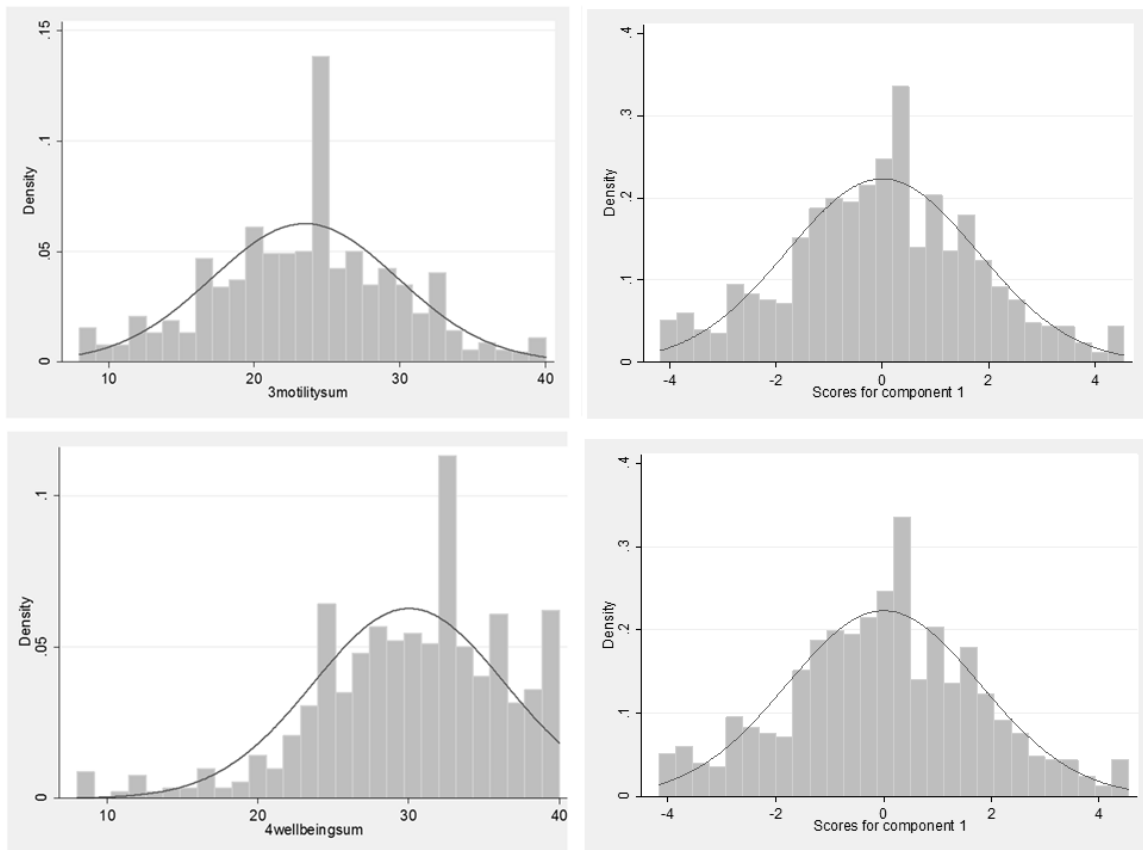 .15
.1
.05
0
Density
10 20 30 40
3motilitysum
.4
.3
.2
.1
0
Density
-4 -2 0 2 4
Scores for component 1
.1
.05
0
Density
10 20 30 40
4wellbeingsum
.4
.3
.2
.1
0
Density
-4 -2 0 2 4
Scores for component 1